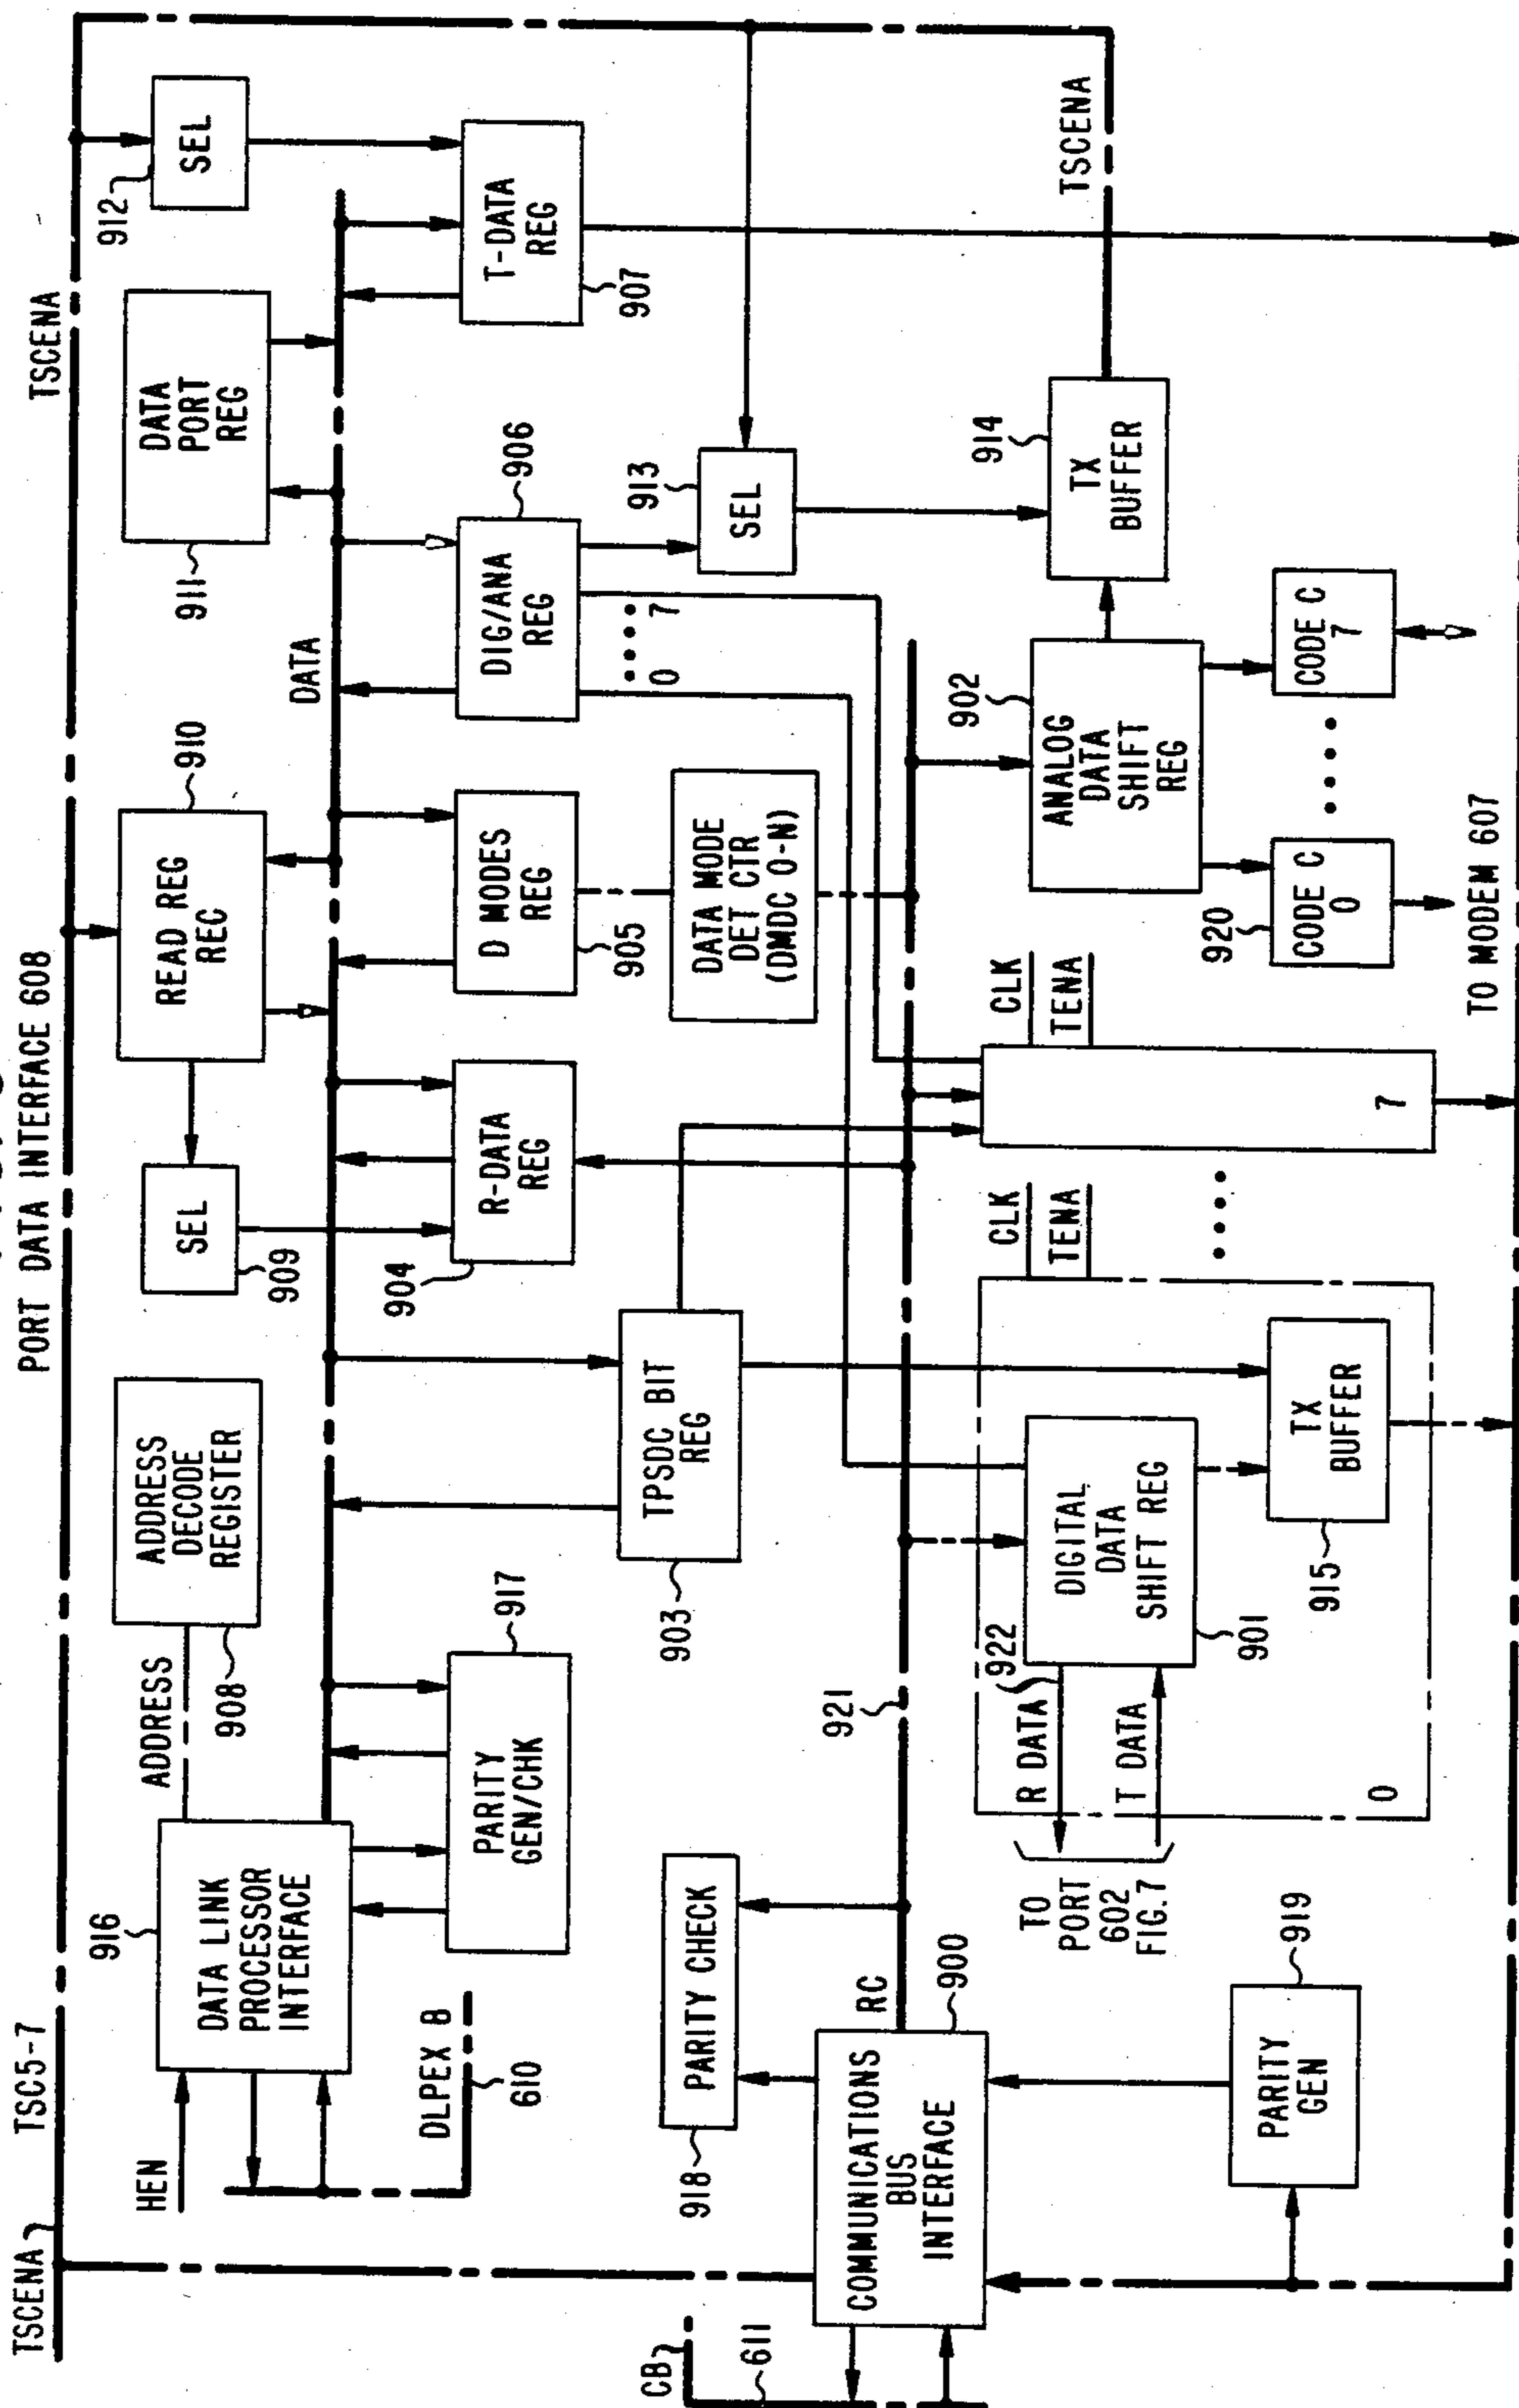 PORT DATA INTERFACE 608
TSCENA
TSC5-7
TSCENA
HEN
916
DATA LINK
PROCESSOR
INTERFACE
ADDRESS
908
ADDRESS
DECODE
REGISTER
SEL
909
READ REG
REC
910
DATA
911
DATA
PORT
REG
912
SEL
DLPEX B
610
PARITY
GEN/CHK
917
904
R-DATA
REG
D MODES
REG
905
DIG/ANA
REG
906
T-DATA
REG
907
0
7
903
TPSDC BIT
REG
DATA MODE
DET CTR
(DMDC 0-N)
913
SEL
CB
611
918
PARITY CHECK
COMMUNICATIONS
BUS
INTERFACE
RC
900
921
922
R DATA
T DATA
TO
PORT
602
FIG.7
DIGITAL
DATA
SHIFT REG
901
CLK
TENA
CLK
TENA
902
ANALOG
DATA
SHIFT
REG
914
TX
BUFFER
TSCENA
PARITY
GEN
919
0
915
TX
BUFFER
7
920
CODE C
0
CODE C
7
TO MODEM 607